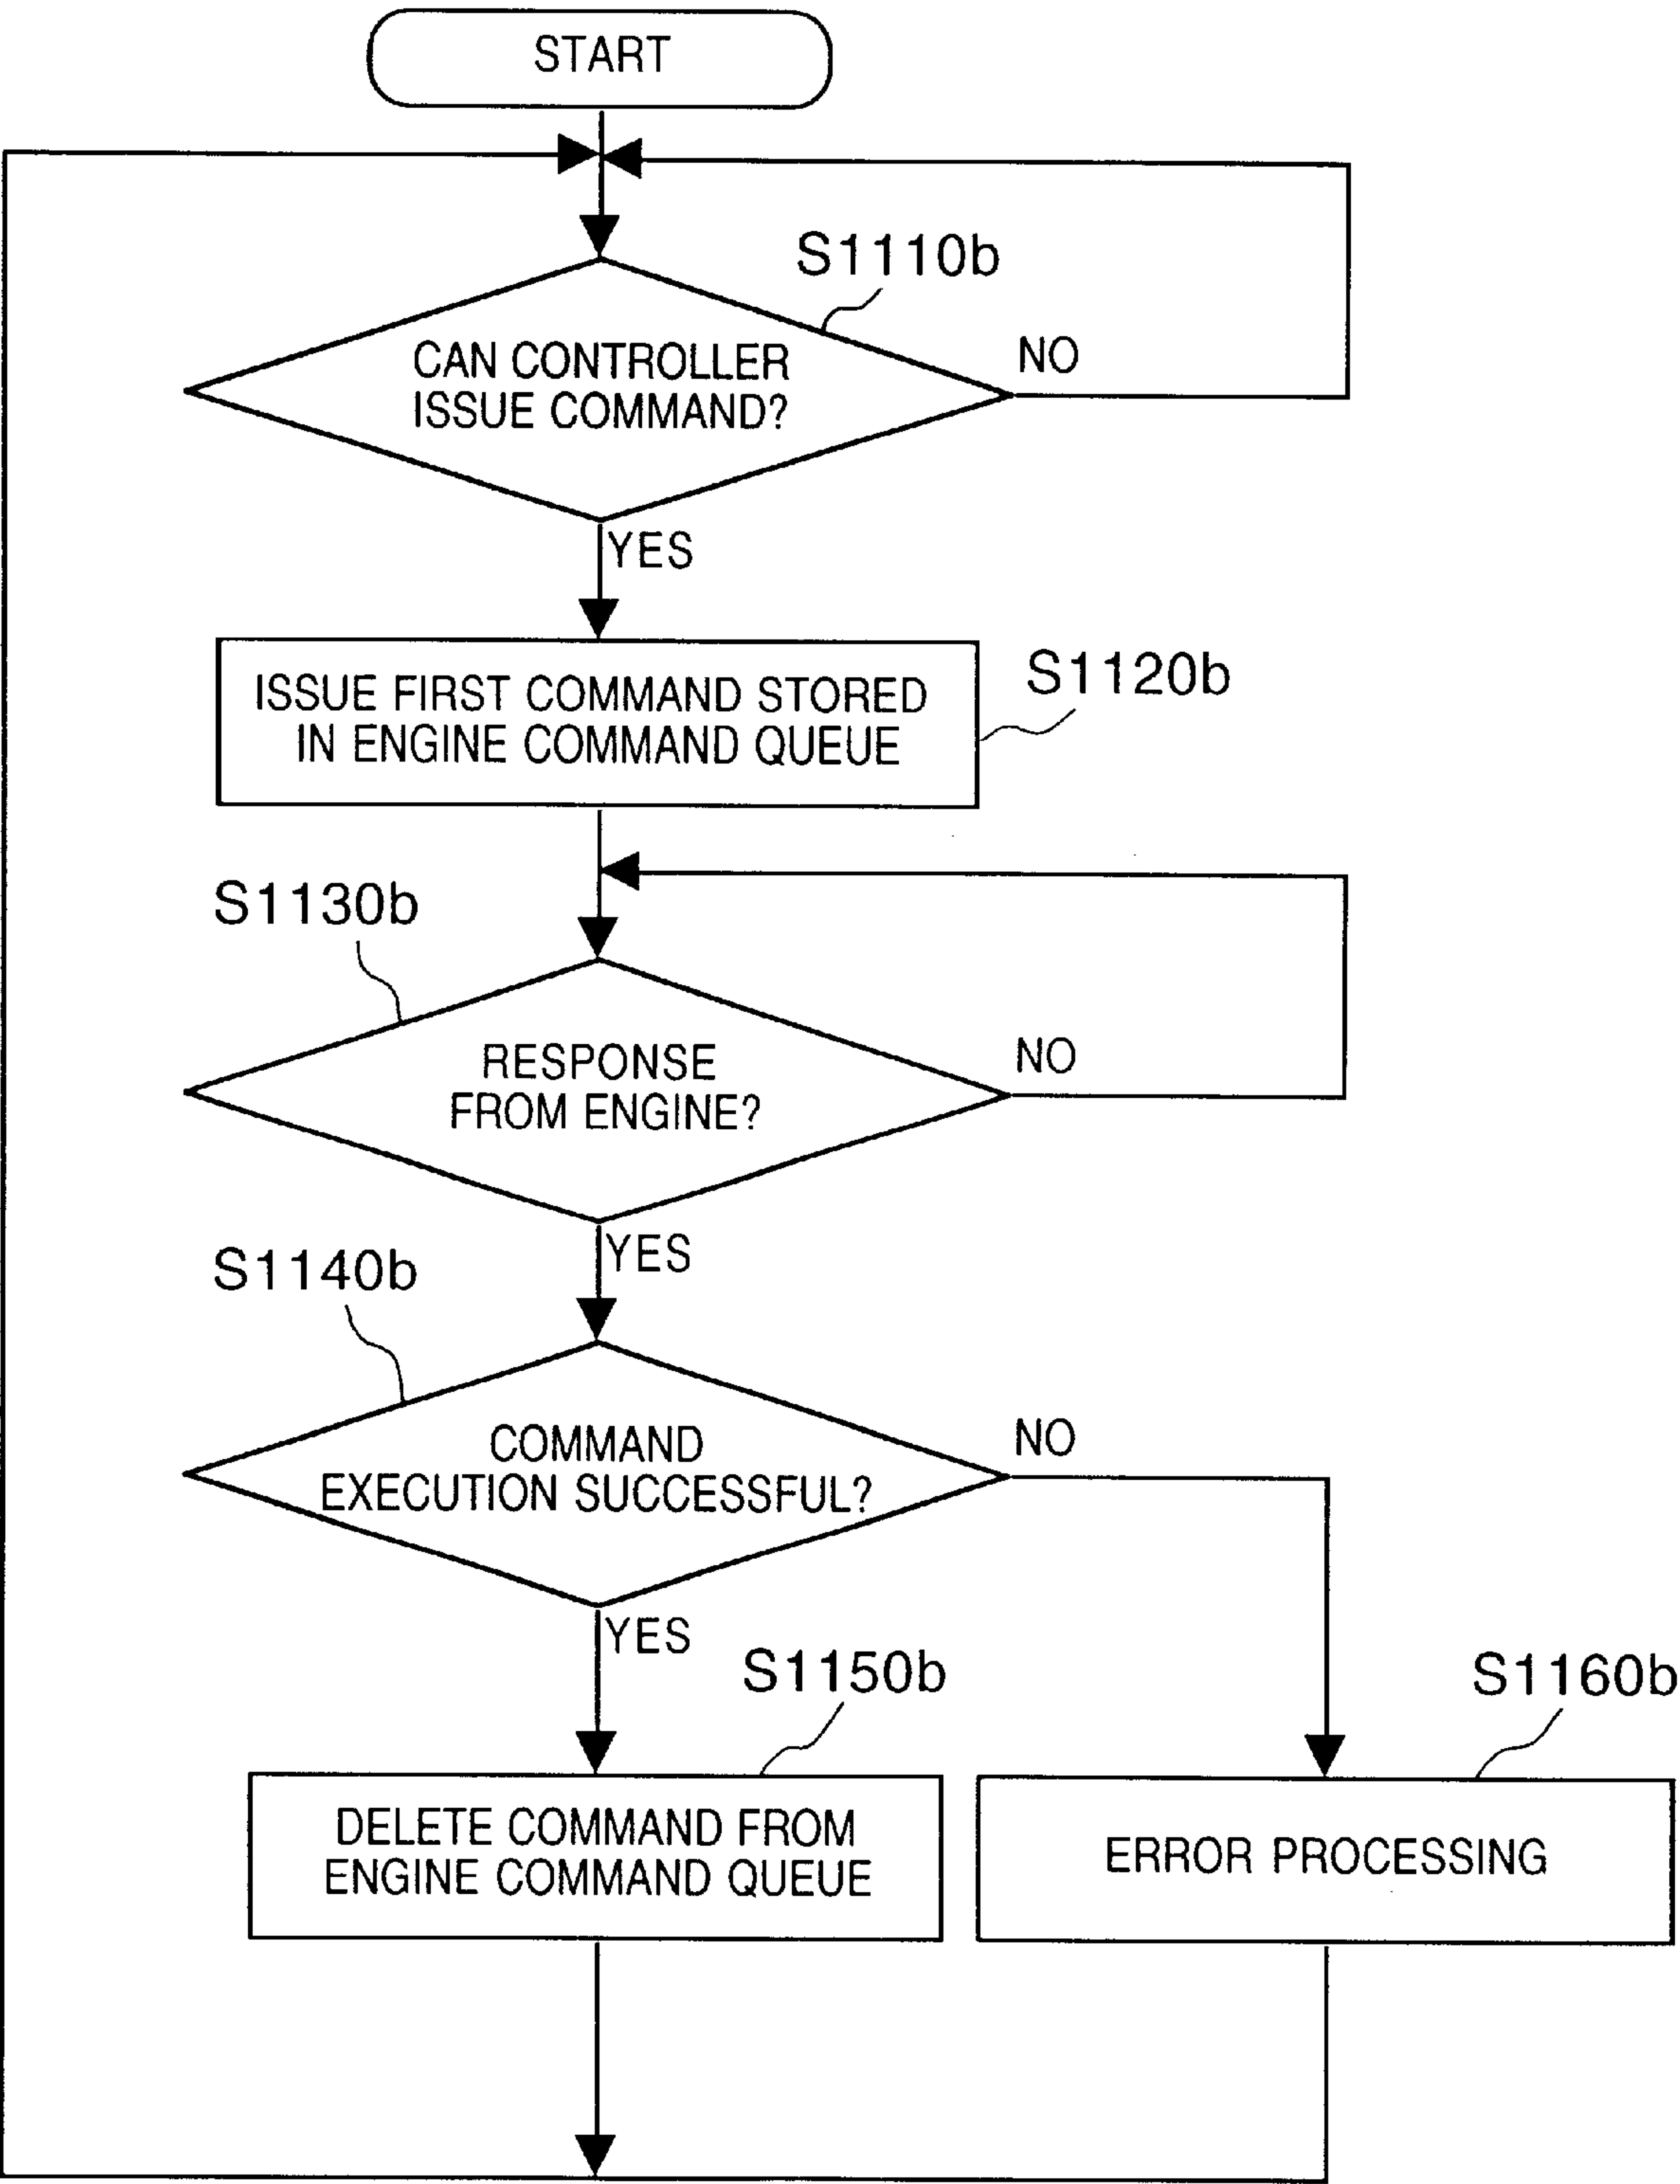 START
S1110b
CAN CONTROLLER
ISSUE COMMAND?
NO
YES
ISSUE FIRST COMMAND STORED
IN ENGINE COMMAND QUEUE
S1120b
S1130b
RESPONSE
FROM ENGINE?
NO
YES
S1140b
COMMAND
EXECUTION SUCCESSFUL?
NO
YES
S1150b
S1160b
DELETE COMMAND FROM
ENGINE COMMAND QUEUE
ERROR PROCESSING